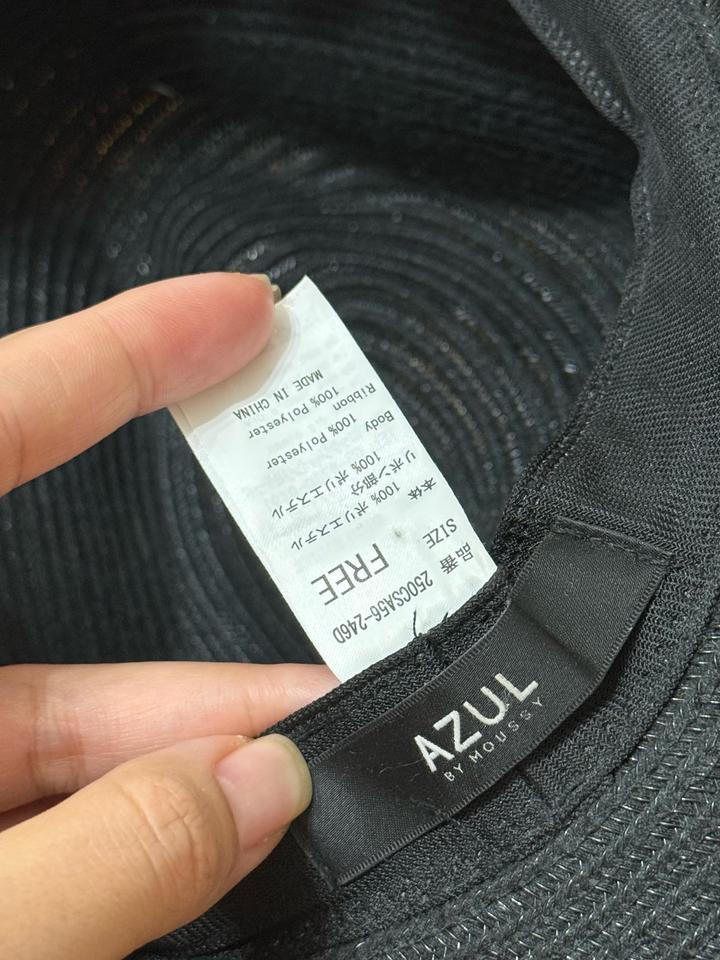 品番 250CSA56-246D
SIZE FREE
本体
100% ポリエステル
リボン部分
100% ポリエステル
Body
100% Polyester
Ribbon
100% Polyester
MADE IN CHINA
AZUL
BY MOUSSY